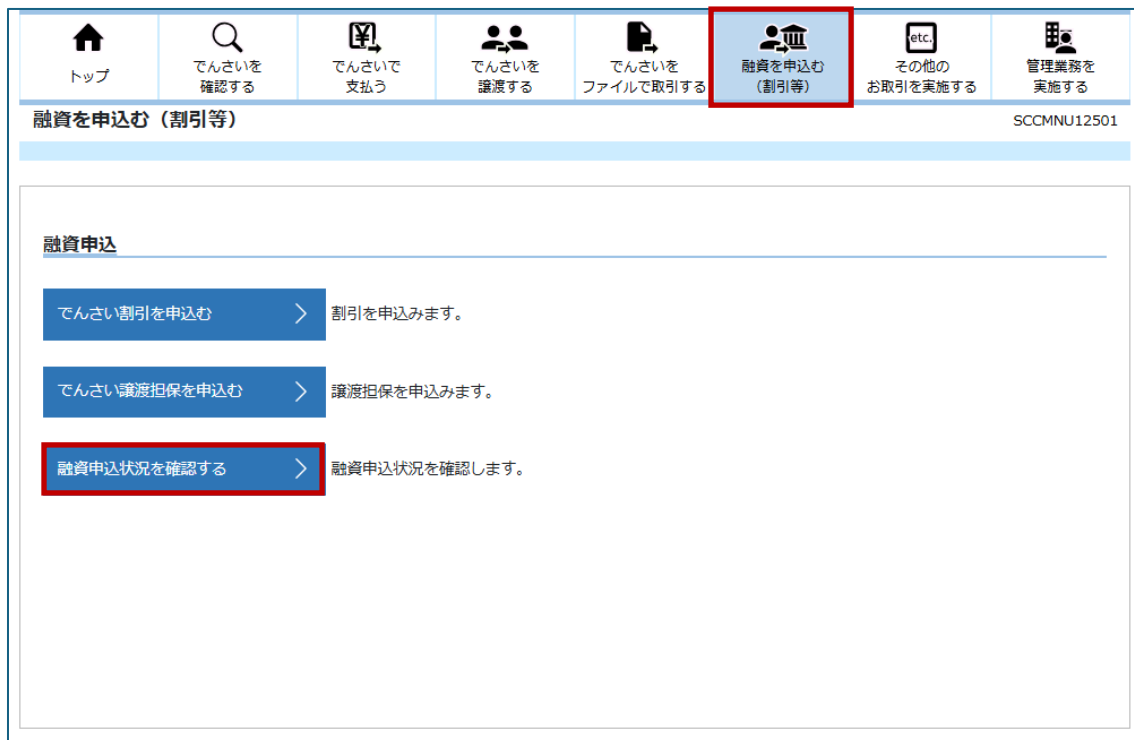 トップ
でんさいを
確認する
でんさいで
支払う
でんさいを
譲渡する
でんさいを
ファイルで取引する
融資を申込む
(割引等)
etc.
その他の
お取引を実施する
管理業務を
実施する
融資を申込む(割引等)
SCCMNU12501
融資申込
でんさい割引を申込む 割引を申込みます。
でんさい譲渡担保を申込む 譲渡担保を申込みます。
融資申込状況を確認する 融資申込状況を確認します。